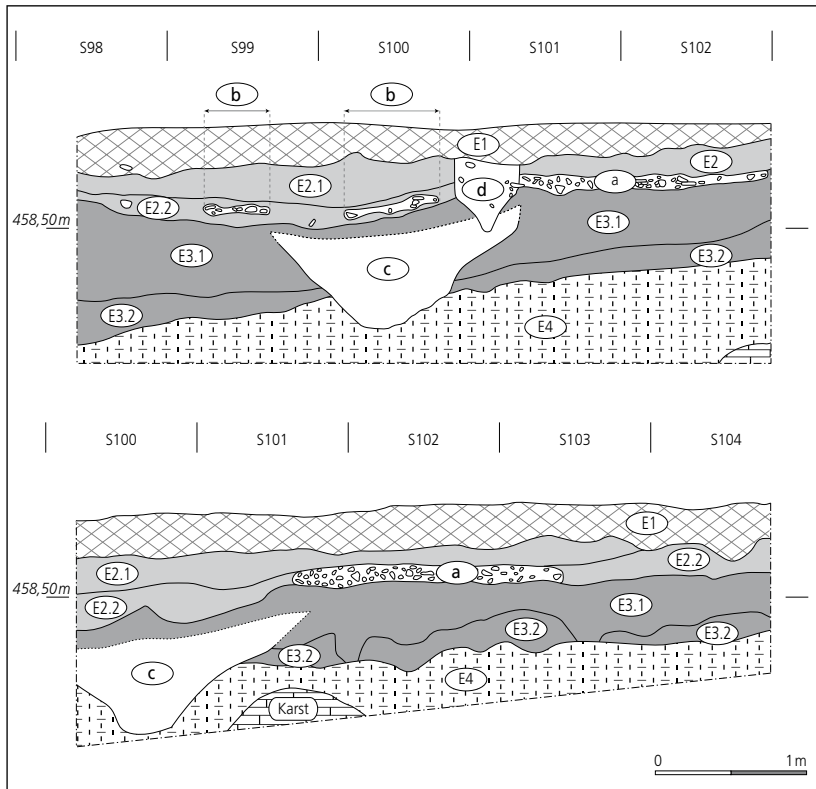 S98 S99 S100 S101 S102
b b
E1
E2
E2.1
a
d
E2.2
458,50m
E3.1
E3.1
E3.2
c
E3.2
E4
S100 S101 S102 S103 S104
E1
E2.2
E2.1
a
458,50m
E2.2
E3.1
E3.2
E3.2
E3.2
c
E4
Karst
0 1m